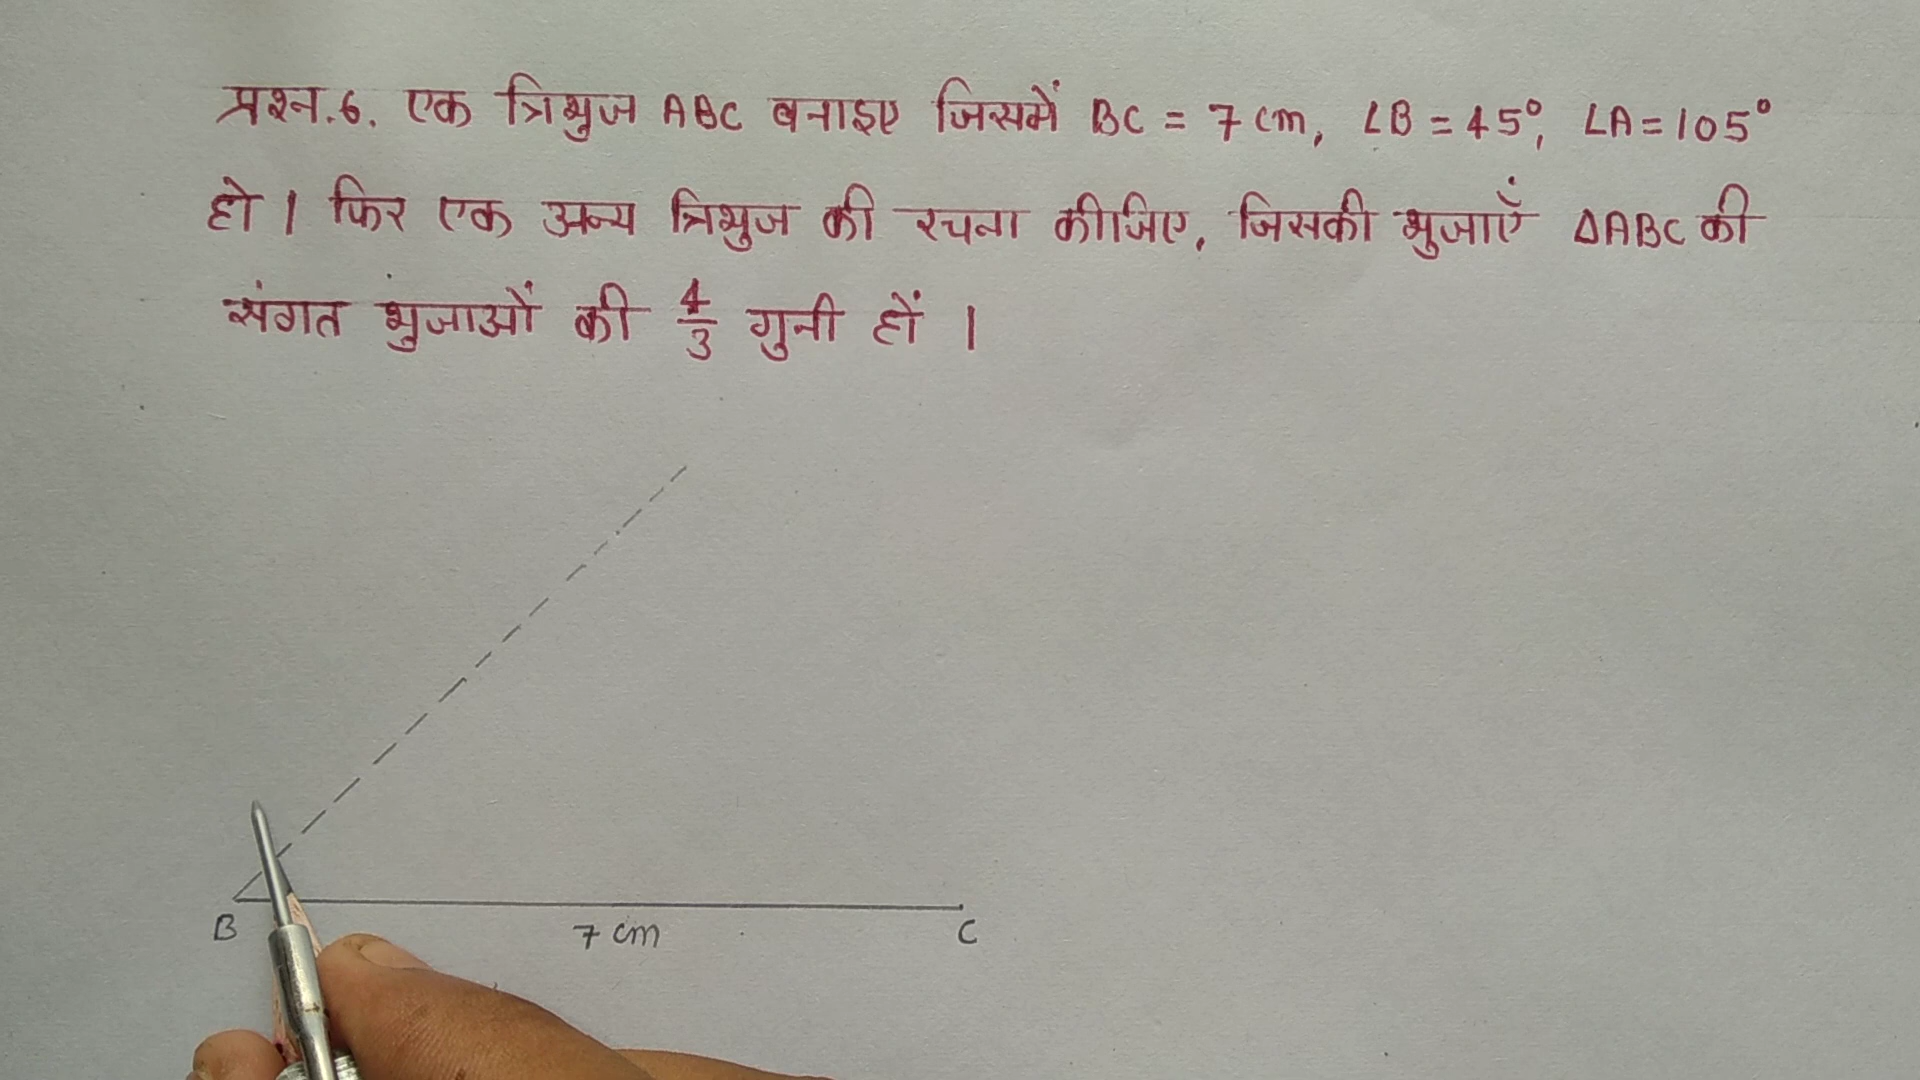 प्रश्न.6. एक त्रिभुज ABC बनाइए जिसमें BC = 7 cm, ∠B = 45°, ∠A = 105°
हो । फिर एक अन्य त्रिभुज की रचना कीजिए, जिसकी भुजाएँ ΔABC की
संगत भुजाओं की 4/3 गुनी हों ।
B 7 cm C